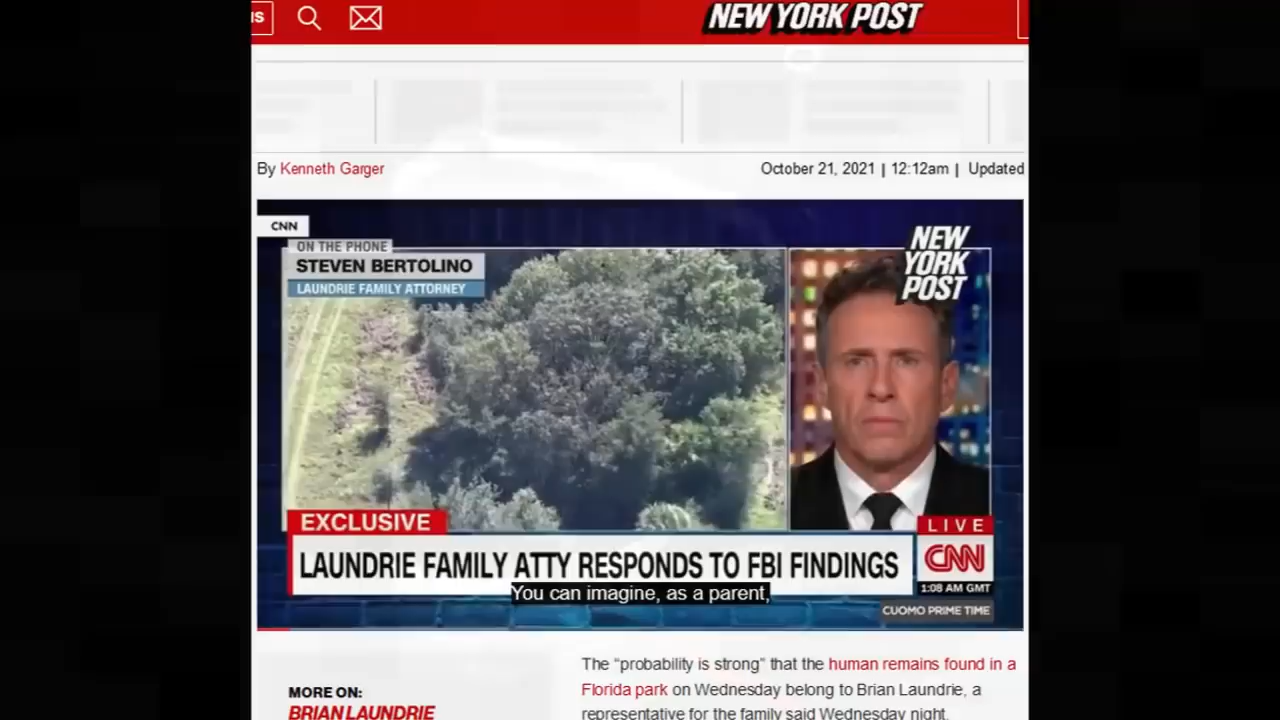 NEW YORK POST
By Kenneth Garger
October 21, 2021 | 12:12am | Updated
CNN
NEW
YORK
POST
ON THE PHONE
STEVEN BERTOLINO
LAUNDRIE FAMILY ATTORNEY
EXCLUSIVE
LIVE
LAUNDRIE FAMILY ATTY RESPONDS TO FBI FINDINGS
CNN
1:08 AM GMT
You can imagine, as a parent,
CUOMO PRIME TIME
The “probability is strong” that the human remains found in a
Florida park on Wednesday belong to Brian Laundrie, a
representative for the family said Wednesday night.
MORE ON:
BRIAN LAUNDRIE